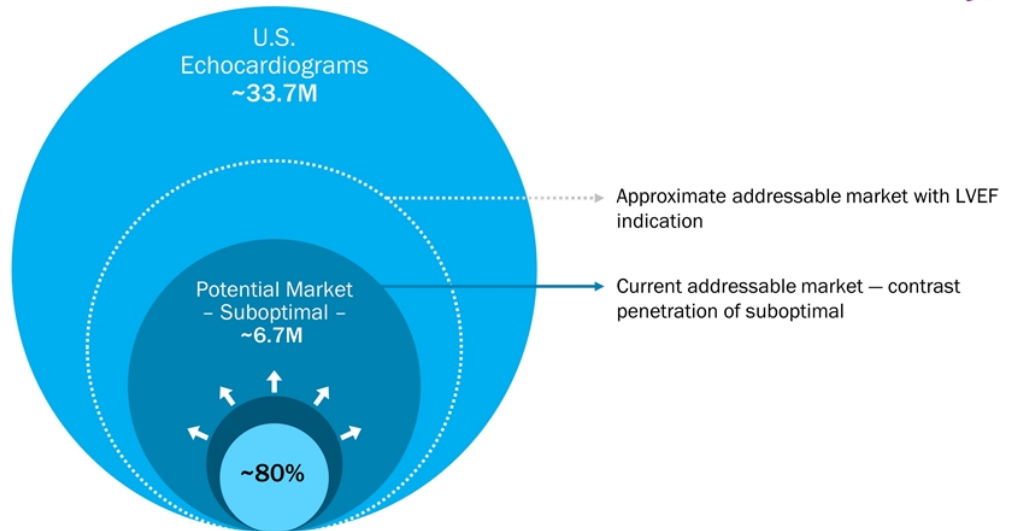 U.S.
Echocardiograms
~33.7M
Approximate addressable market with LVEF
indication
Potential Market
– Suboptimal –
~6.7M
Current addressable market — contrast
penetration of suboptimal
~80%